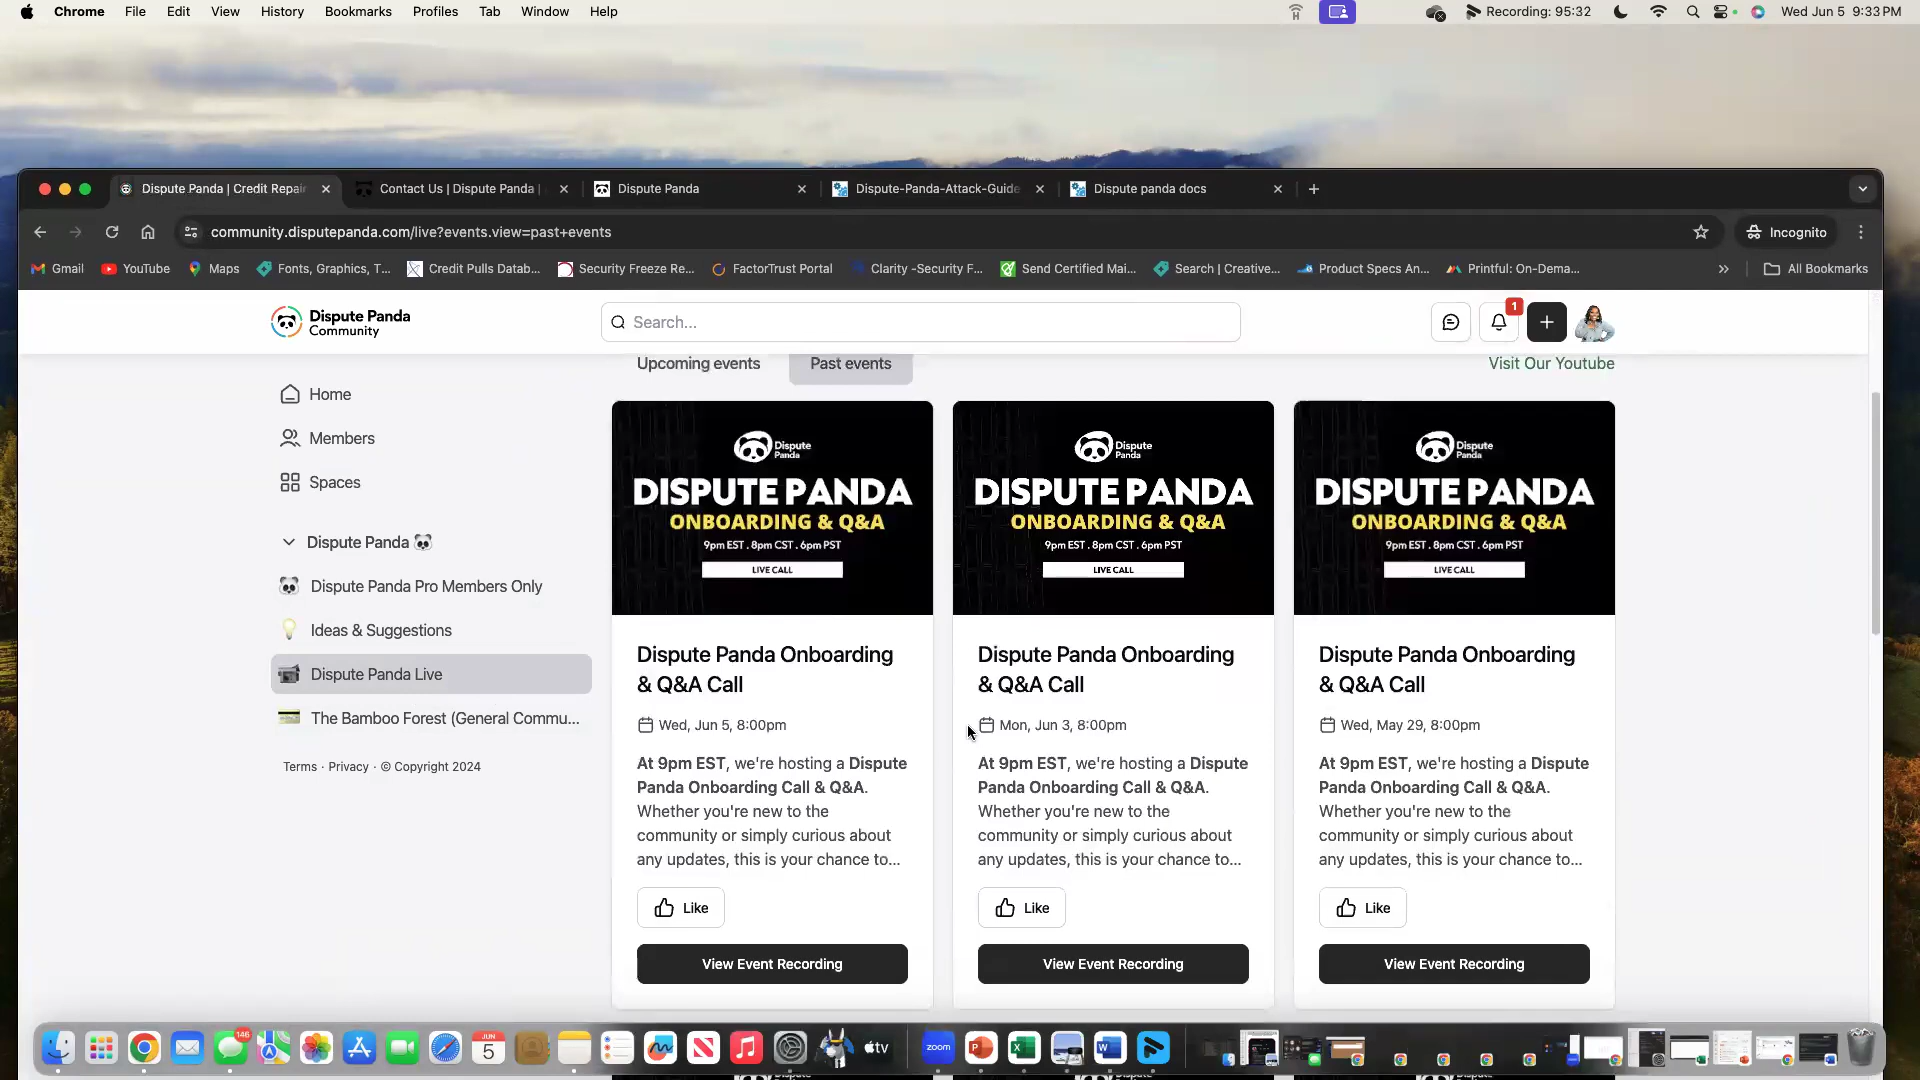 Chrome File Edit View History Bookmarks Profiles Tab Window Help
Recording: 95:32
Wed Jun 5 9:33 PM
Dispute Panda | Credit Repair
Contact Us | Dispute Panda |
Dispute Panda
Dispute-Panda-Attack-Guide
Dispute panda docs
community.disputepanda.com/live?events.view=past+events
Incognito
Gmail
YouTube
Maps
Fonts, Graphics, T...
Credit Pulls Datab...
Security Freeze Re...
FactorTrust Portal
Clarity -Security F...
Send Certified Mai...
Search | Creative...
Product Specs An...
Printful: On-Dema...
All Bookmarks
Dispute Panda
Community
Search...
1
Home
Members
Spaces
Dispute Panda
Dispute Panda Pro Members Only
Ideas & Suggestions
Dispute Panda Live
The Bamboo Forest (General Commu...
Terms · Privacy · © Copyright 2024
Upcoming events
Past events
Visit Our Youtube
Dispute
Panda
DISPUTE PANDA
ONBOARDING & Q&A
9pm EST . 8pm CST . 6pm PST
LIVE CALL
Dispute Panda Onboarding
& Q&A Call
Wed, Jun 5, 8:00pm
At 9pm EST, we're hosting a Dispute
Panda Onboarding Call & Q&A.
Whether you're new to the
community or simply curious about
any updates, this is your chance to...
Like
View Event Recording
Dispute
Panda
DISPUTE PANDA
ONBOARDING & Q&A
9pm EST . 8pm CST . 6pm PST
LIVE CALL
Dispute Panda Onboarding
& Q&A Call
Mon, Jun 3, 8:00pm
At 9pm EST, we're hosting a Dispute
Panda Onboarding Call & Q&A.
Whether you're new to the
community or simply curious about
any updates, this is your chance to...
Like
View Event Recording
Dispute
Panda
DISPUTE PANDA
ONBOARDING & Q&A
9pm EST . 8pm CST . 6pm PST
LIVE CALL
Dispute Panda Onboarding
& Q&A Call
Wed, May 29, 8:00pm
At 9pm EST, we're hosting a Dispute
Panda Onboarding Call & Q&A.
Whether you're new to the
community or simply curious about
any updates, this is your chance to...
Like
View Event Recording
146
JUN
5
tv
zoom